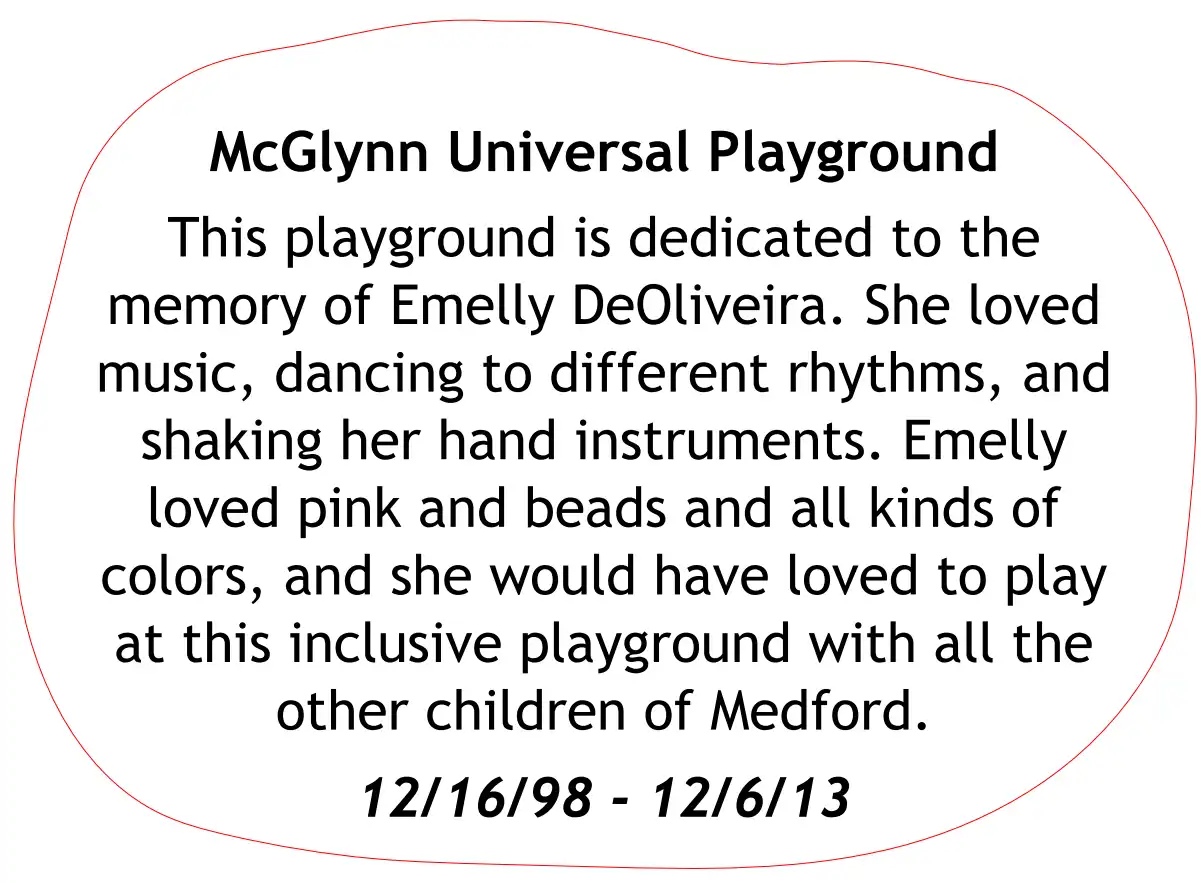 McGlynn Universal Playground
This playground is dedicated to the
memory of Emelly DeOliveira. She loved
music, dancing to different rhythms, and
shaking her hand instruments. Emelly
loved pink and beads and all kinds of
colors, and she would have loved to play
at this inclusive playground with all the
other children of Medford.
12/16/98 - 12/6/13